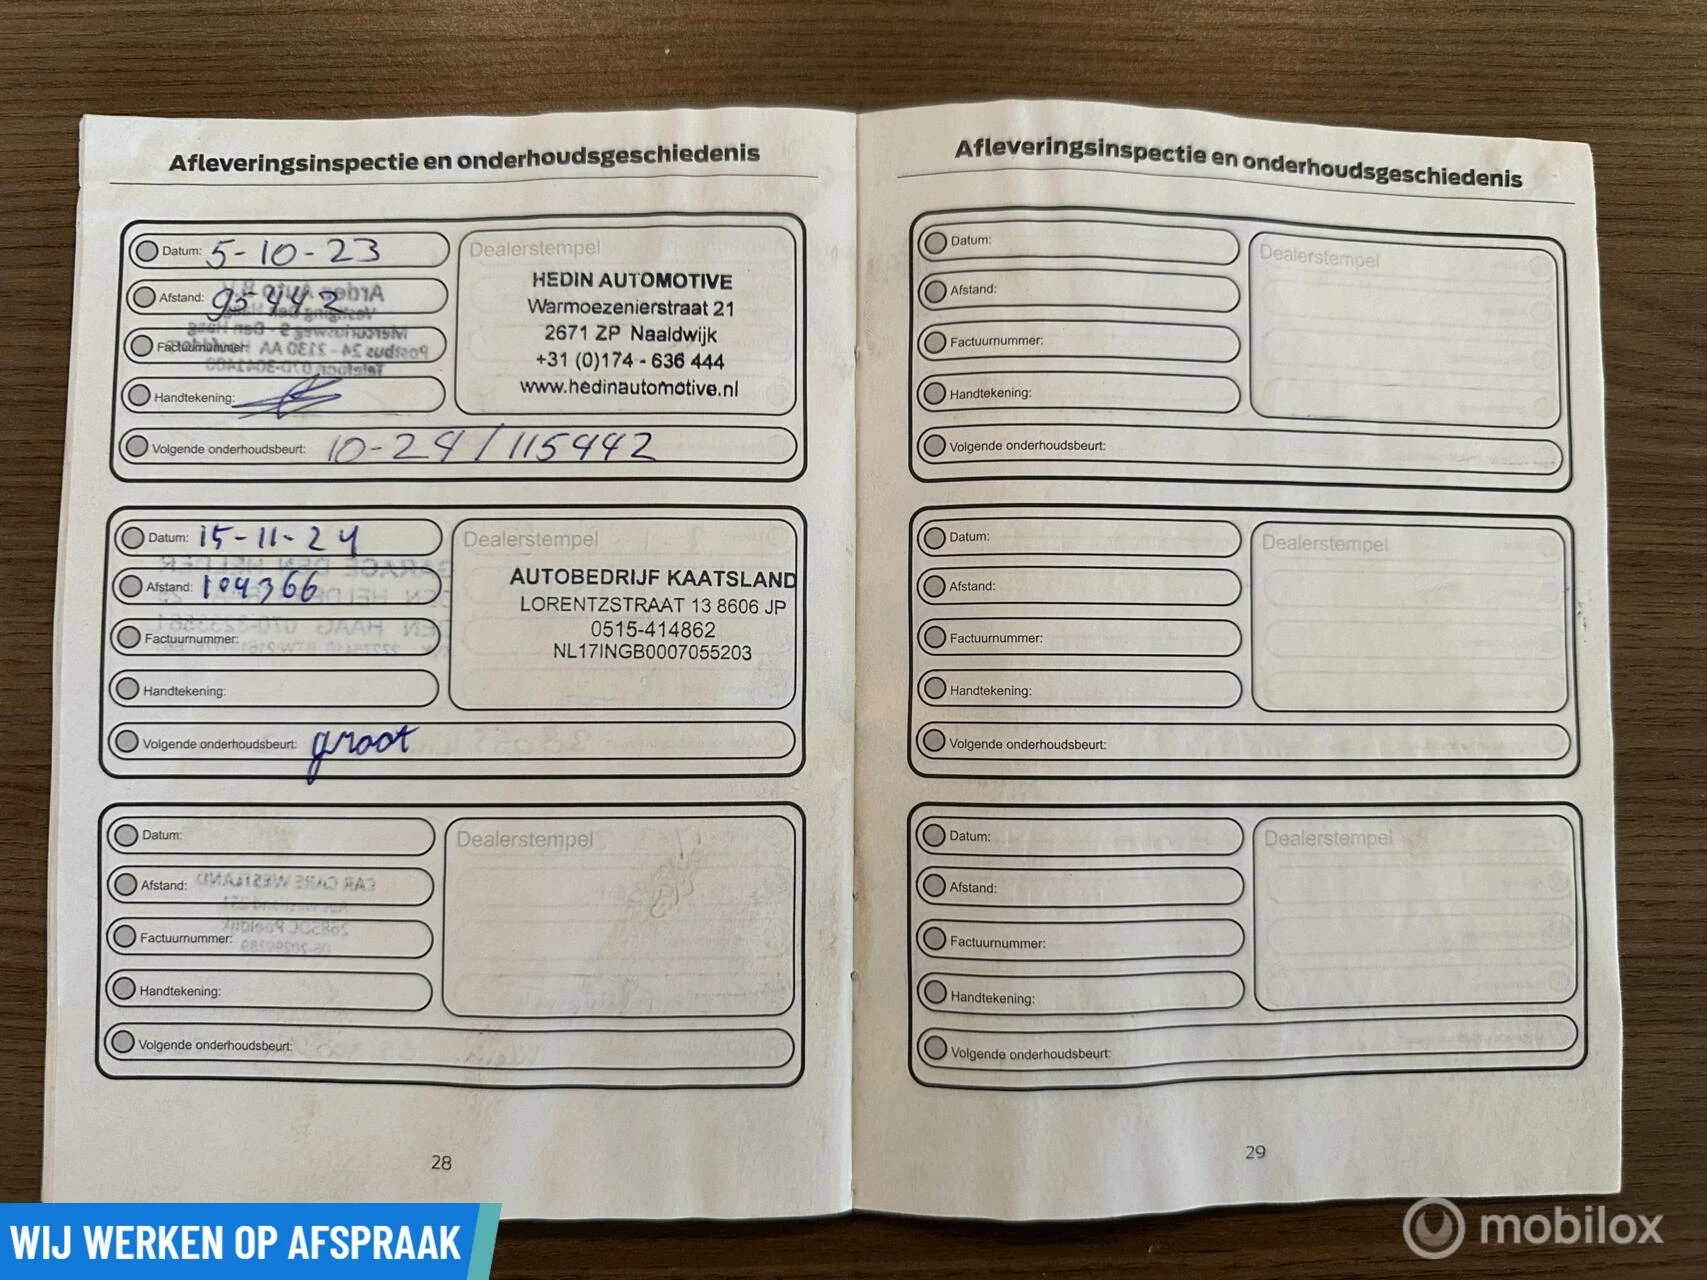 Afleveringsinspectie en onderhoudsgeschiedenis
Datum: 5-10-23
Afstand: 95442
Factuurnummer:
Handtekening:
Volgende onderhoudsbeurt: 10-24 / 115442
Dealerstempel
HEDIN AUTOMOTIVE
Warmoezenierstraat 21
2671 ZP Naaldwijk
+31 (0)174 - 636 444
www.hedinautomotive.nl
Datum: 15-11-24
Afstand: 104366
Factuurnummer:
Handtekening:
Volgende onderhoudsbeurt: groot
Dealerstempel
AUTOBEDRIJF KAATSLAND
LORENTZSTRAAT 13 8606 JP
0515-414862
NL17INGB0007055203
Datum:
Afstand:
Factuurnummer:
Handtekening:
Volgende onderhoudsbeurt:
Dealerstempel
28
Afleveringsinspectie en onderhoudsgeschiedenis
Datum:
Afstand:
Factuurnummer:
Handtekening:
Volgende onderhoudsbeurt:
Dealerstempel
Datum:
Afstand:
Factuurnummer:
Handtekening:
Volgende onderhoudsbeurt:
Dealerstempel
Datum:
Afstand:
Factuurnummer:
Handtekening:
Volgende onderhoudsbeurt:
Dealerstempel
29
WIJ WERKEN OP AFSPRAAK
mobilox